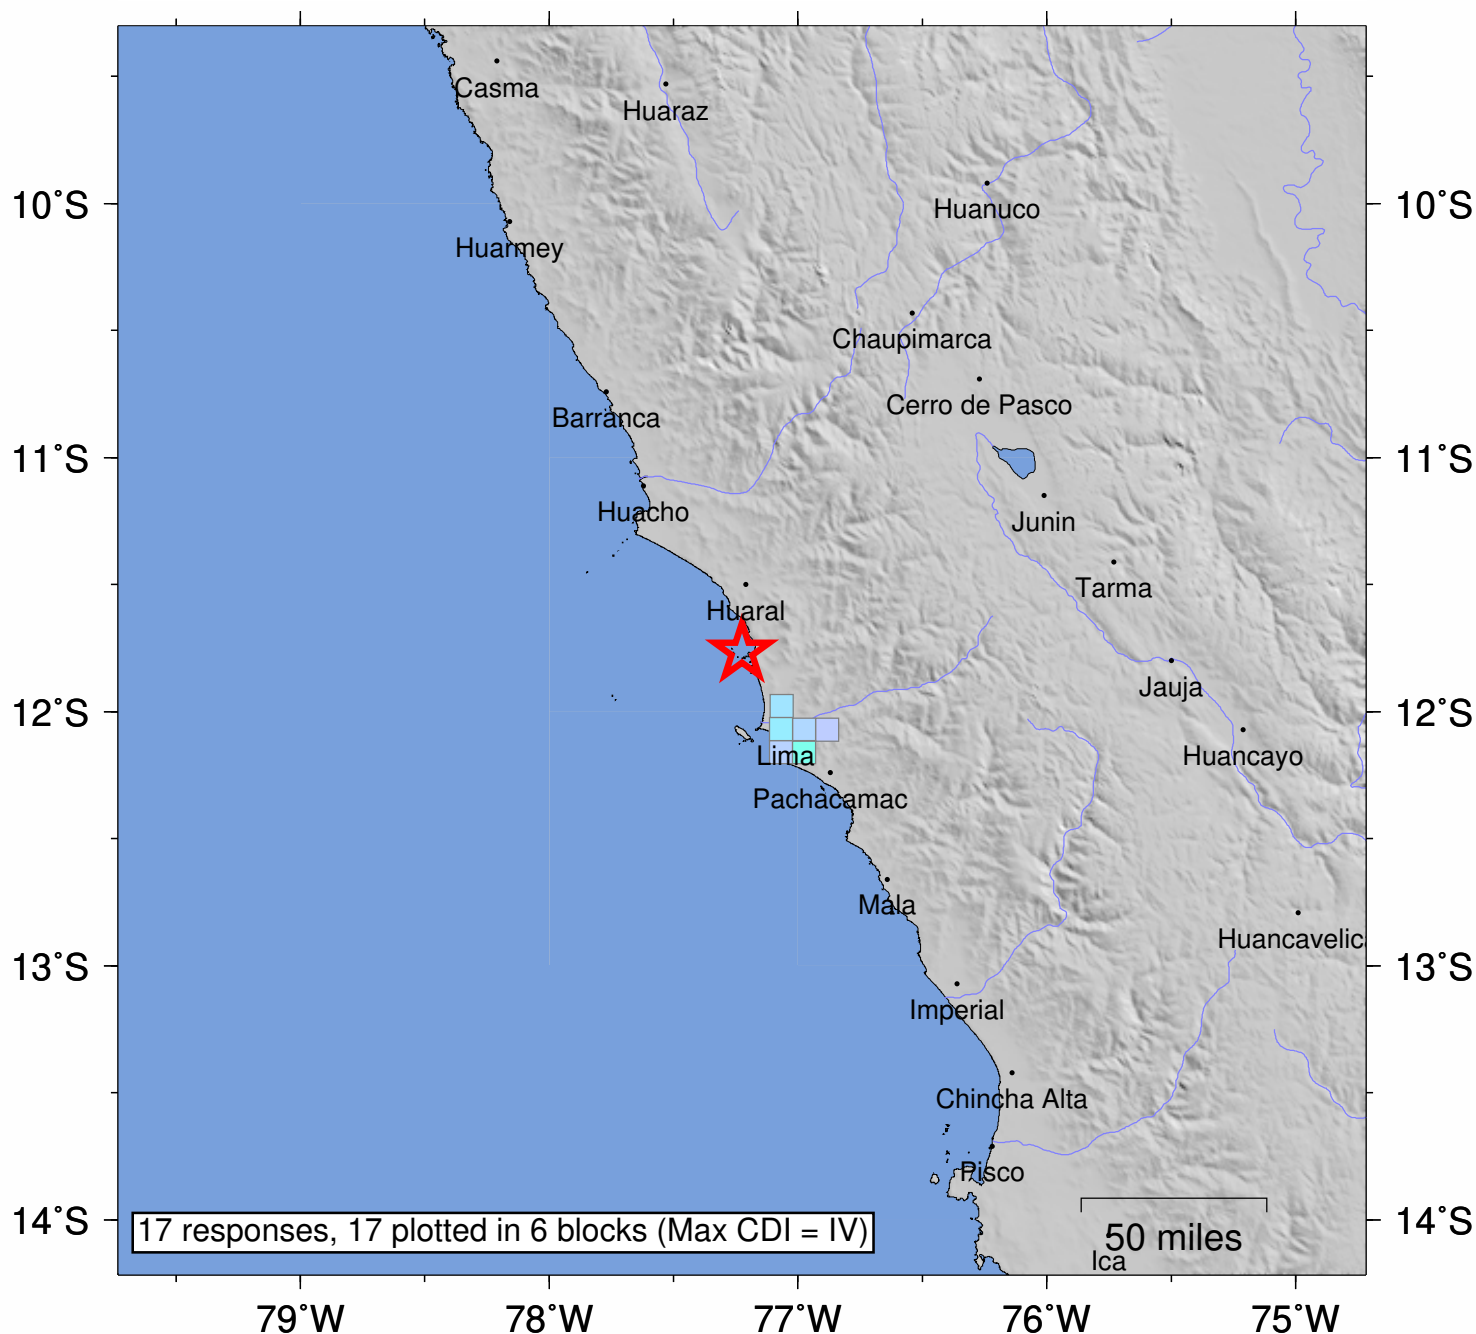 Casma
Huaraz
10°S
10°S
Huanuco
Huarmey
Chaupimarca
Cerro de Pasco
Barranca
11°S
11°S
Huacho
Junin
Tarma
Huaral
Jauja
12°S
12°S
Lima
Huancayo
Pachacamac
Mala
Huancavelic
13°S
13°S
Imperial
Chincha Alta
Pisco
14°S
14°S
17 responses, 17 plotted in 6 blocks (Max CDI = IV)
50 miles
Ica
79°W
78°W
77°W
76°W
75°W